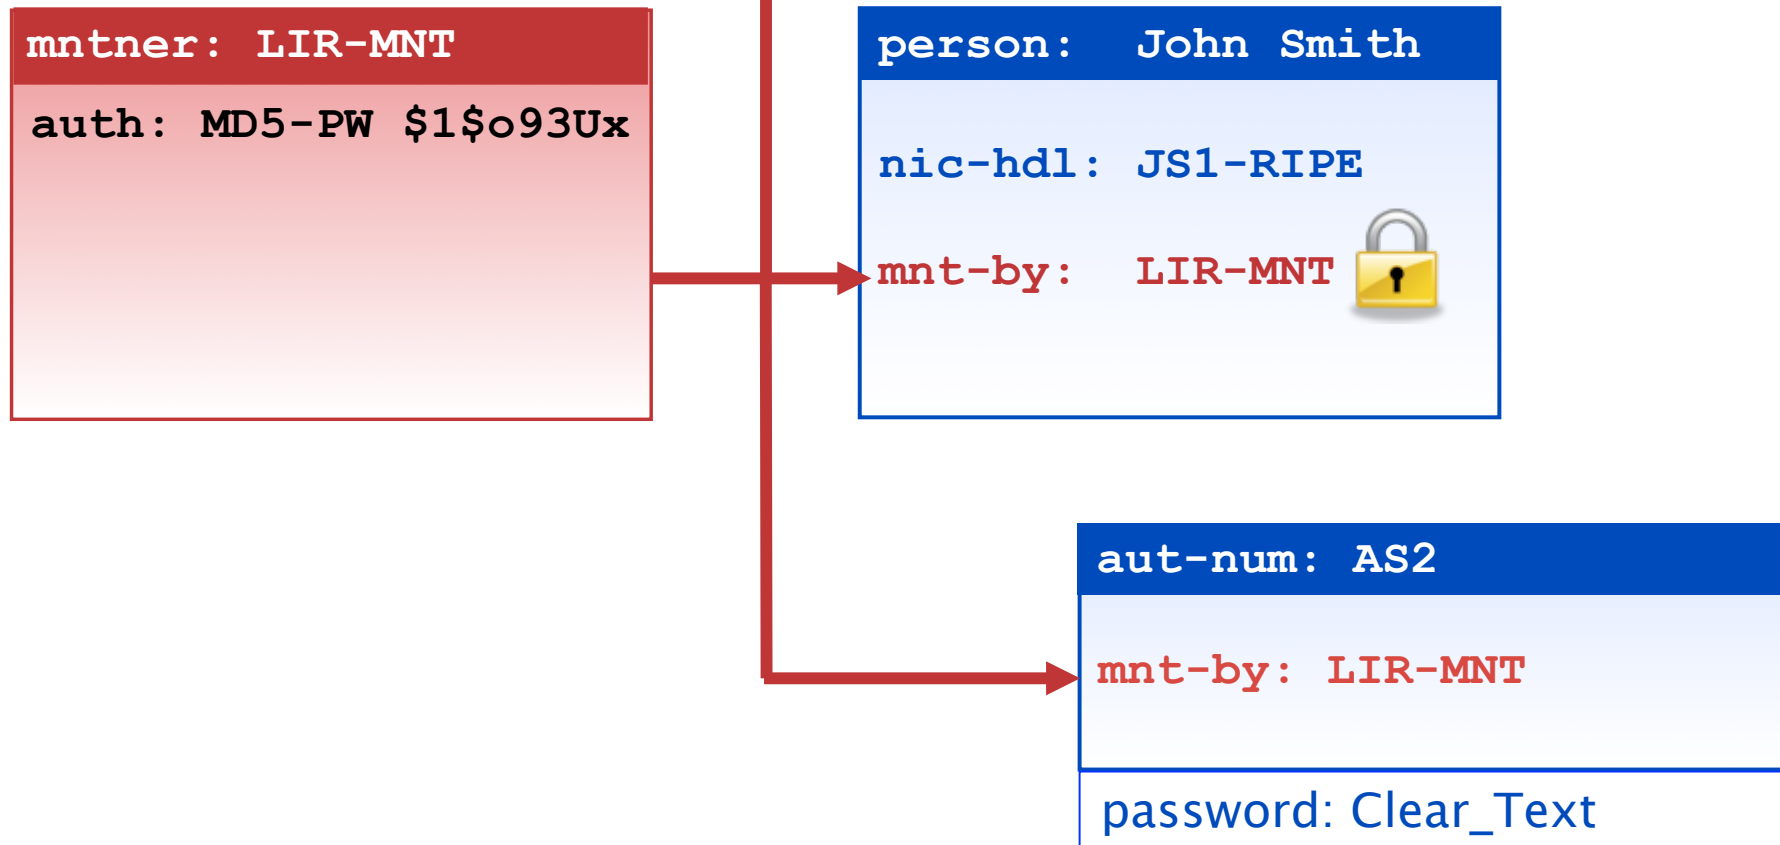 mntner: LIR-MNT
auth: MD5-PW $1$o93Ux
person: John Smith
nic-hdl: JS1-RIPE
mnt-by: LIR-MNT
aut-num: AS2
mnt-by: LIR-MNT
password: Clear_Text